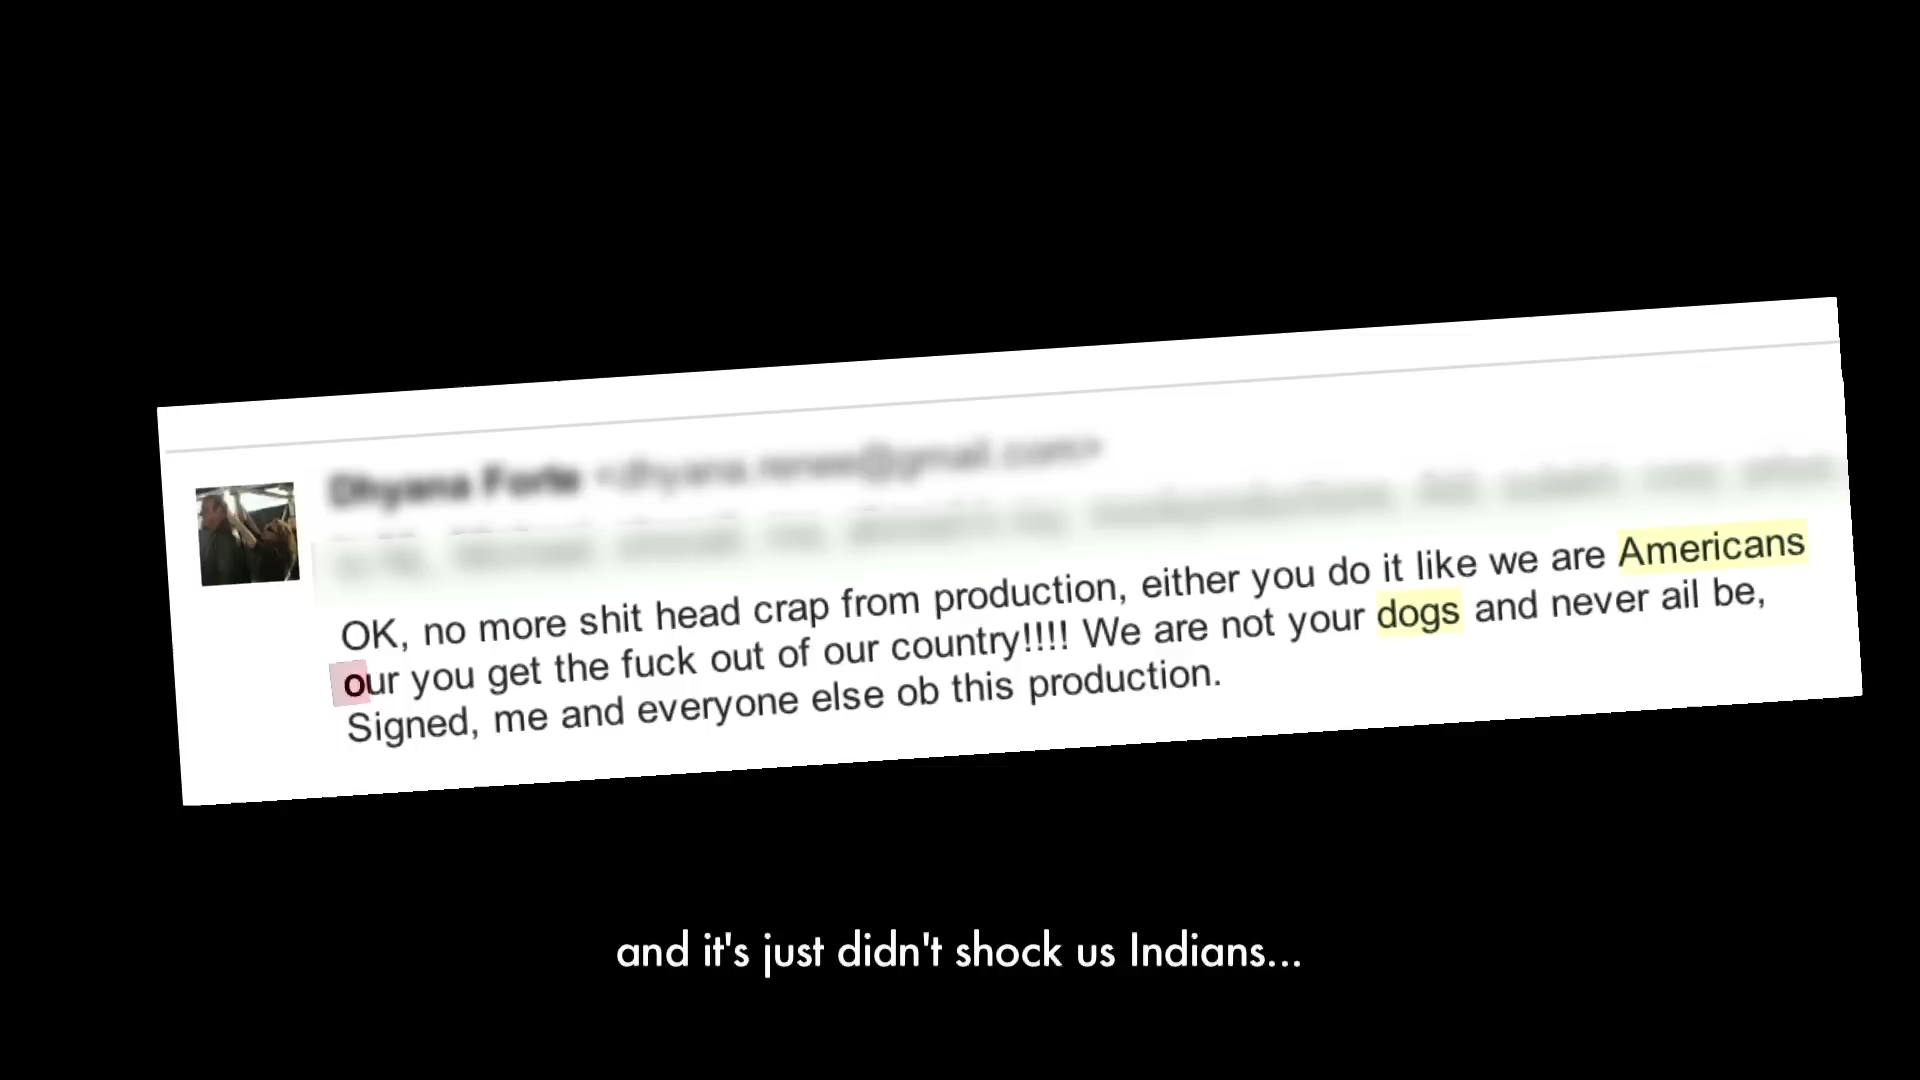 OK, no more shit head crap from production, either you do it like we are Americans
our you get the fuck out of our country!!!! We are not your dogs and never ail be,
Signed, me and everyone else ob this production.
and it's just didn't shock us Indians...